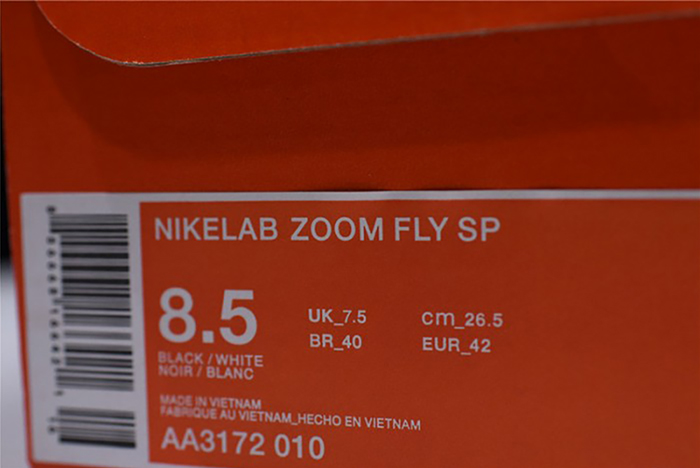 NIKELAB ZOOM FLY SP
8.5
UK_7.5 cm_26.5
BR_40 EUR_42
BLACK / WHITE
NOIR / BLANC
MADE IN VIETNAM
FABRIQUE AU VIETNAM_HECHO EN VIETNAM
AA3172 010